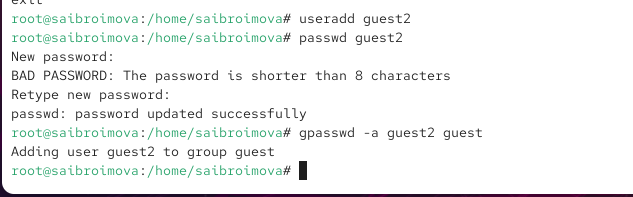 exit
root@saibroimova:/home/saibroimova# useradd guest2
root@saibroimova:/home/saibroimova# passwd guest2
New password:
BAD PASSWORD: The password is shorter than 8 characters
Retype new password:
passwd: password updated successfully
root@saibroimova:/home/saibroimova# gpasswd -a guest2 guest
Adding user guest2 to group guest
root@saibroimova:/home/saibroimova#